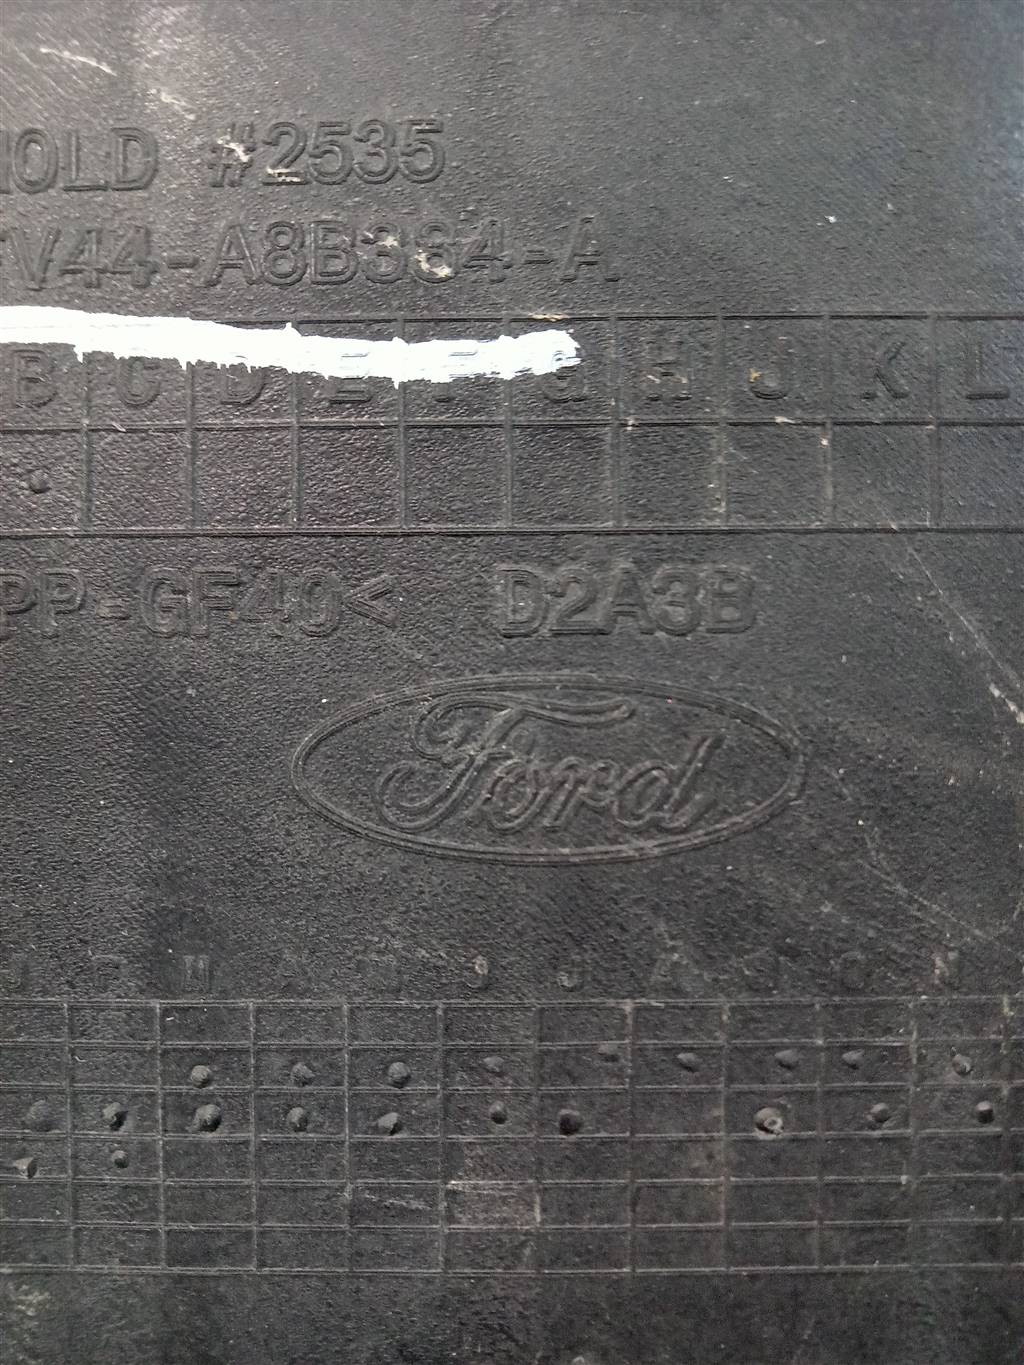 MOLD #2535
V44-A8B384-A
B C D E F G H J K L
PP-GF40< D2A3B
Ford